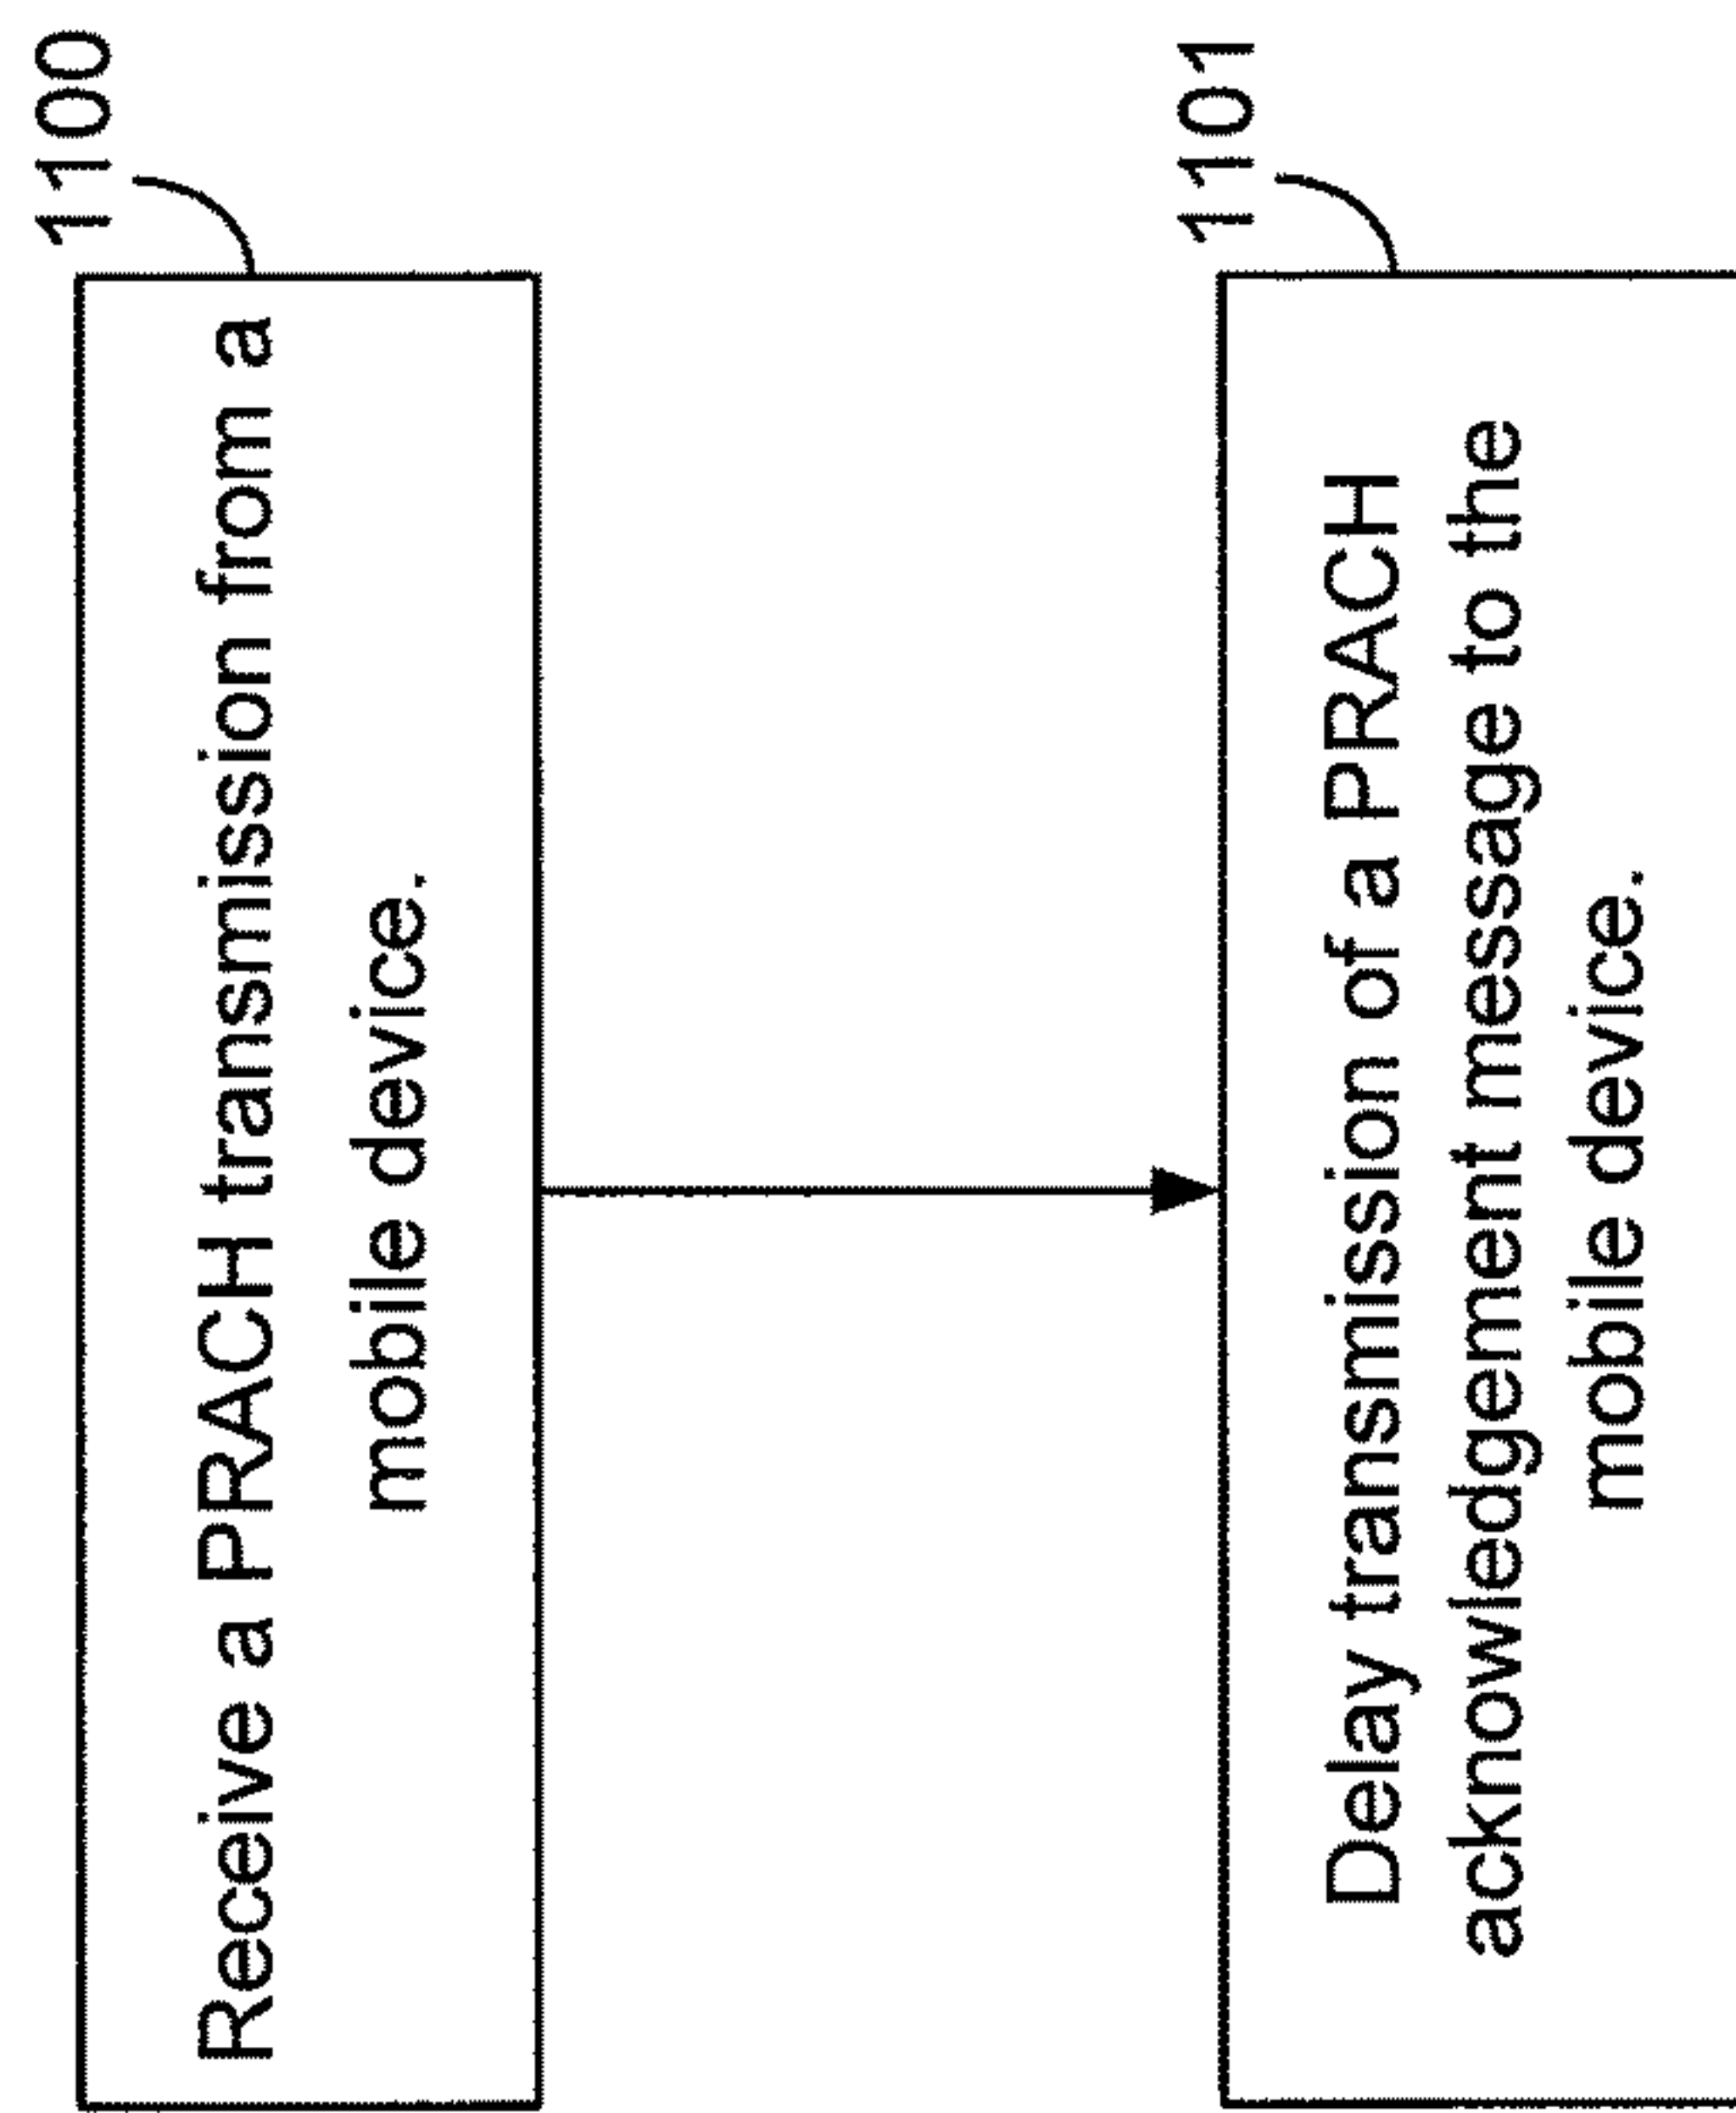 1100
Receive a PRACH transmission from a
mobile device.
1101
Delay transmission of a PRACH
acknowledgement message to the
mobile device.